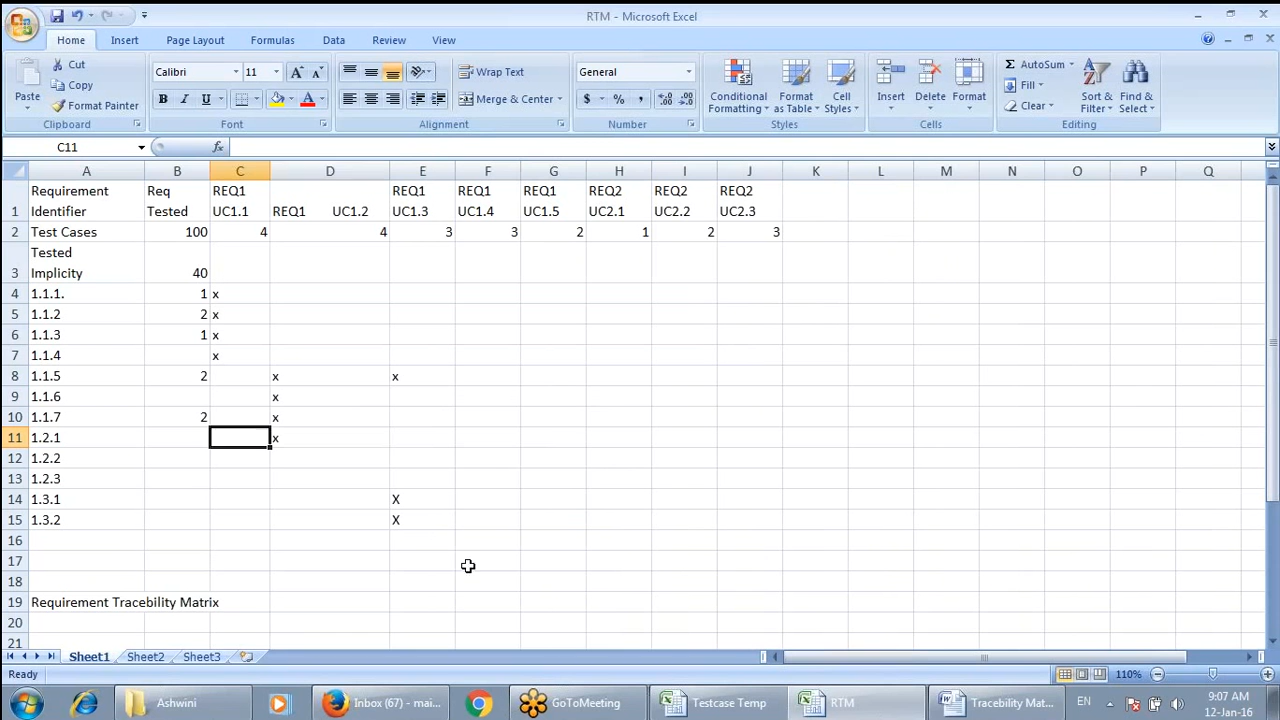 RTM - Microsoft Excel
Home Insert Page Layout Formulas Data Review View
Cut
Copy
Format Painter
Paste
Clipboard
Calibri 11
B I U
Font
Wrap Text
Merge & Center
Alignment
General
$ % ,
Number
Conditional Formatting
Format as Table
Cell Styles
Styles
Insert
Delete
Format
Cells
AutoSum
Fill
Clear
Sort & Filter
Find & Select
Editing
C11 fx
A B C D E F G H I J K L M N O P Q
Requirement Req REQ1 REQ1 REQ1 REQ1 REQ2 REQ2 REQ2
1 Identifier Tested UC1.1 REQ1 UC1.2 UC1.3 UC1.4 UC1.5 UC2.1 UC2.2 UC2.3
2 Test Cases 100 4 4 3 3 2 1 2 3
Tested
3 Implicity 40
4 1.1.1. 1 x
5 1.1.2 2 x
6 1.1.3 1 x
7 1.1.4 x
8 1.1.5 2 x x
9 1.1.6 x
10 1.1.7 2 x
11 1.2.1 x
12 1.2.2
13 1.2.3
14 1.3.1 X
15 1.3.2 X
16
17
18
19 Requirement Tracebility Matrix
20
21
Sheet1 Sheet2 Sheet3
Ready 110%
Ashwini Inbox (67) - mai... GoToMeeting Testcase Temp RTM Tracebility Mat... EN 9:07 AM
12-Jan-16